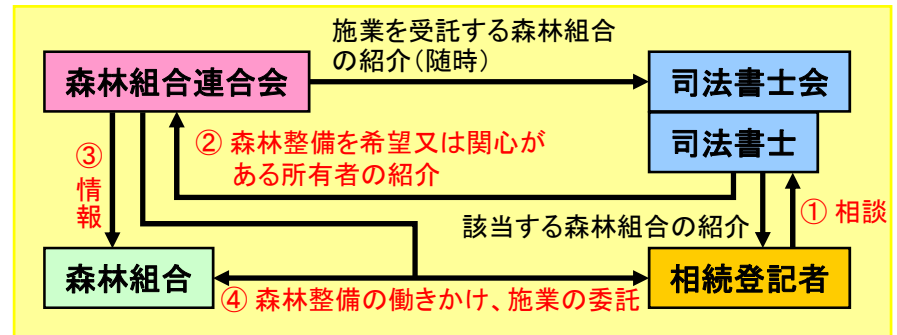 施業を受託する森林組合
の紹介(随時)
森林組合連合会
司法書士会
司法書士
② 森林整備を希望又は関心が
ある所有者の紹介
③
情
報
① 相談
該当する森林組合の紹介
森林組合
相続登記者
④ 森林整備の働きかけ、施業の委託